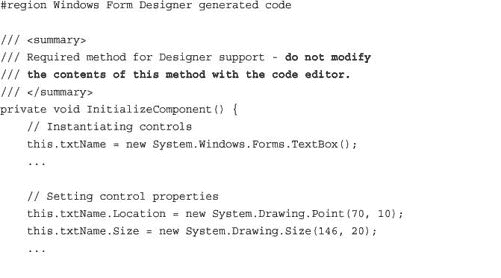 #region Windows Form Designer generated code
/// <summary>
/// Required method for Designer support - do not modify
/// the contents of this method with the code editor.
/// </summary>
private void InitializeComponent() {
// Instantiating controls
this.txtName = new System.Windows.Forms.TextBox();
...
// Setting control properties
this.txtName.Location = new System.Drawing.Point(70, 10);
this.txtName.Size = new System.Drawing.Size(146, 20);
...